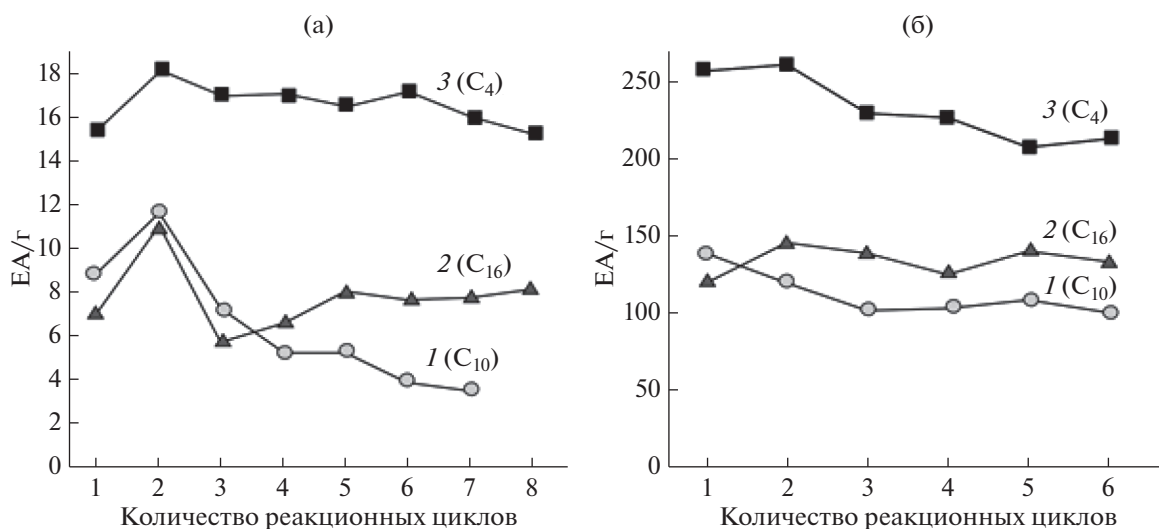 (а)
ЕА/г
18
16
14
12
10
8
6
4
2
0
3 (C₄)
2 (C₁₆)
1 (C₁₀)
1 2 3 4 5 6 7 8
Количество реакционных циклов
(б)
ЕА/г
250
200
150
100
50
0
3 (C₄)
2 (C₁₆)
1 (C₁₀)
1 2 3 4 5 6
Количество реакционных циклов